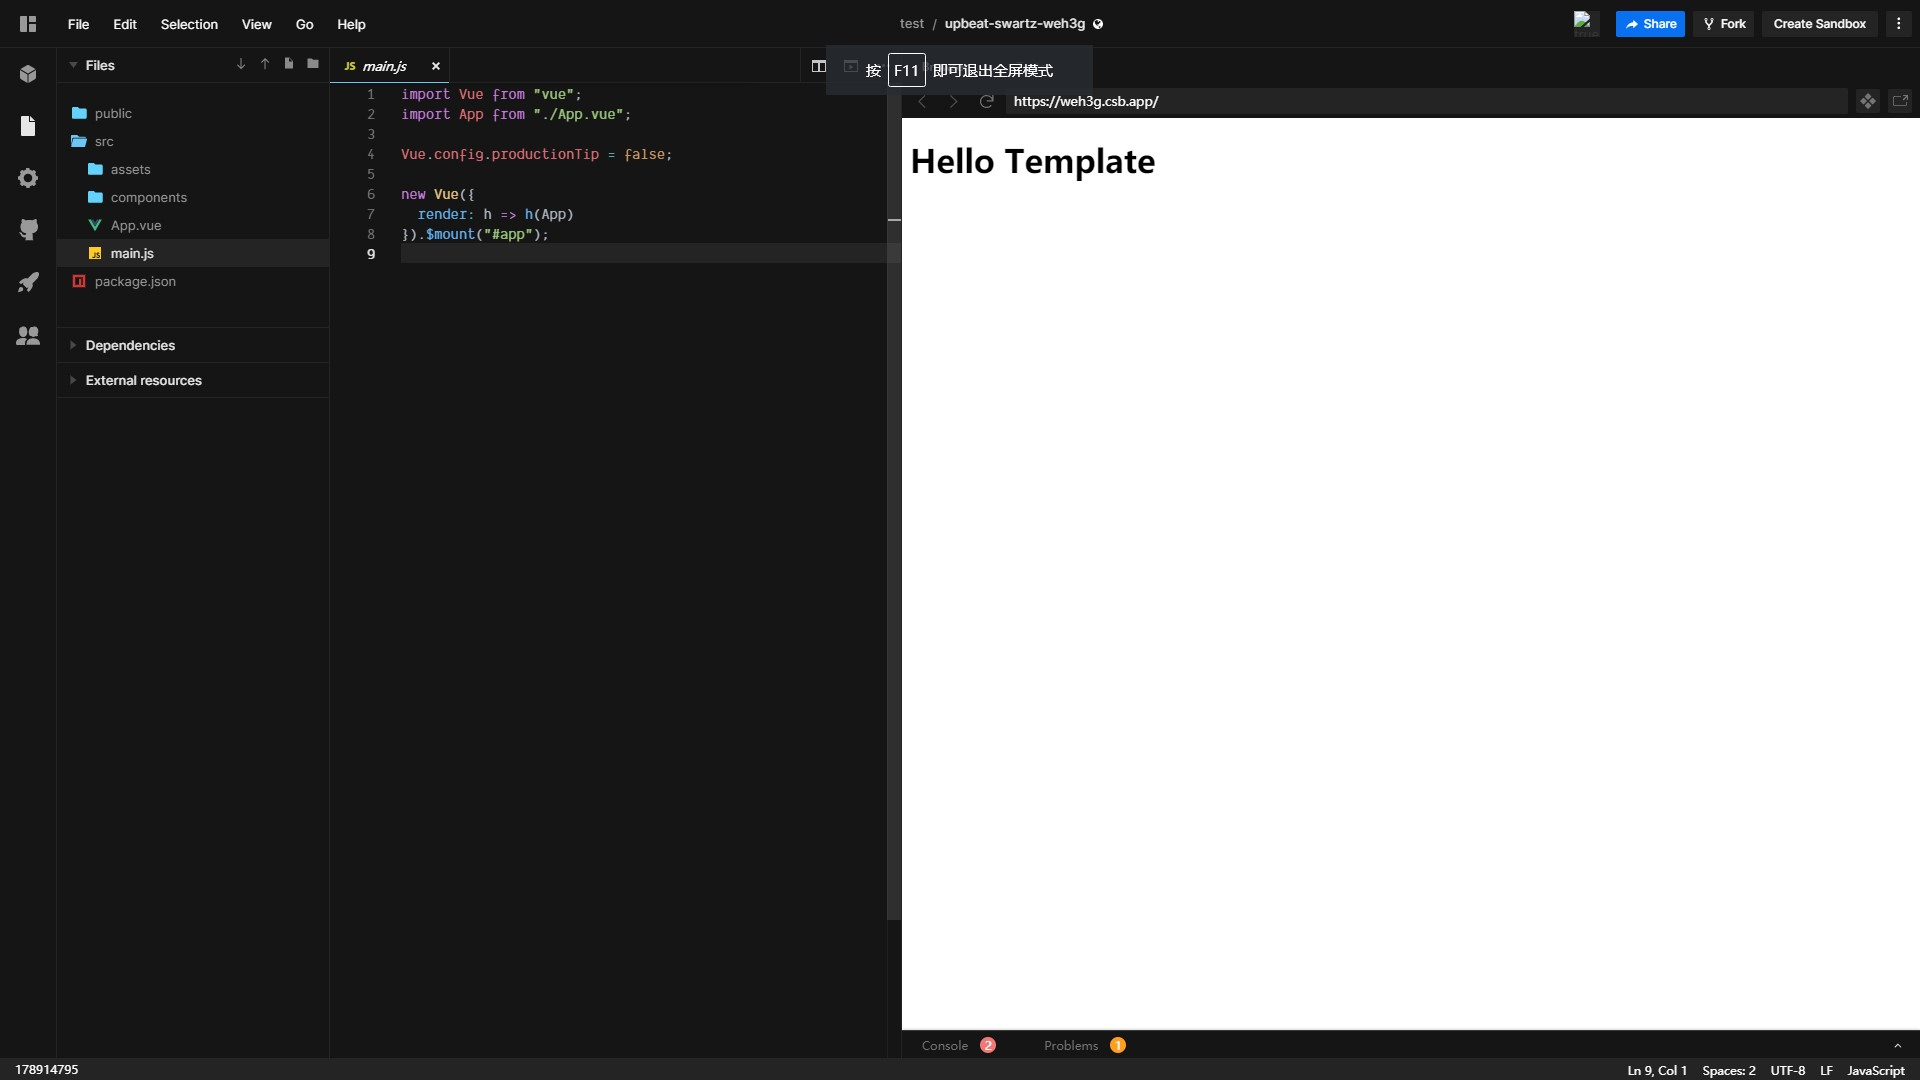 File Edit Selection View Go Help
test / upbeat-swartz-weh3g
Share Fork Create Sandbox
Files
public
src
assets
components
App.vue
main.js
package.json
Dependencies
External resources
JS main.js ×
1 import Vue from "vue";
2 import App from "./App.vue";
3
4 Vue.config.productionTip = false;
5
6 new Vue({
7 render: h => h(App)
8 }).$mount("#app");
9
按 F11 即可退出全屏模式
https://weh3g.csb.app/
Hello Template
Console 2 Problems 1
178914795
Ln 9, Col 1 Spaces: 2 UTF-8 LF JavaScript